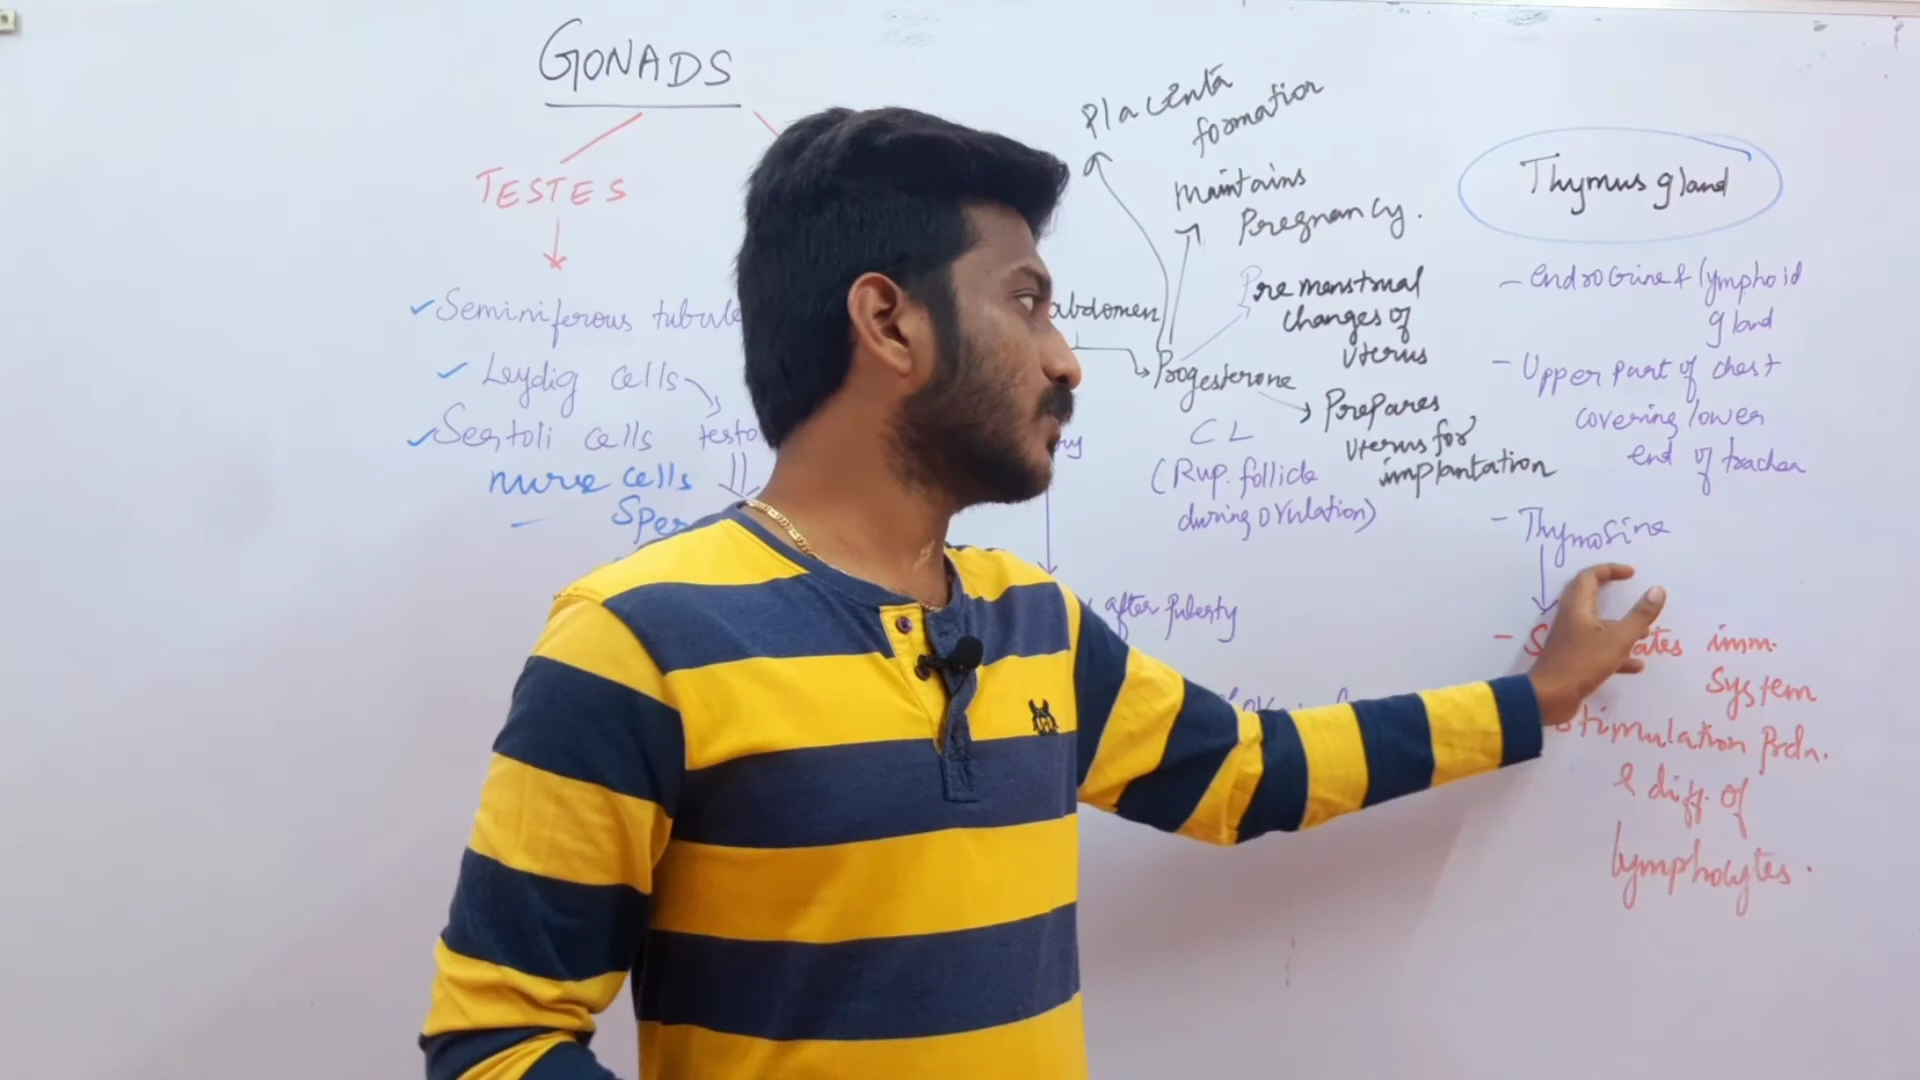 GONADS
TESTES
Seminiferous tubule
Leydig cells
Sertoli cells testo
nurse cells
Sper
Placenta
formation
maintains
Pregnancy.
Pre menstrual
changes of
uterus
abdomen
Progesterone
Prepares
uterus for
implantation
CL
(Rup. follicle
during ovulation)
after puberty
Thymus gland
- endrocrine & lymphoid
gland
- Upper part of chest
covering lower
end of trachea
- Thymosine
- S ates imm.
System
Stimulation Prdn.
& diff. of
lymphocytes.